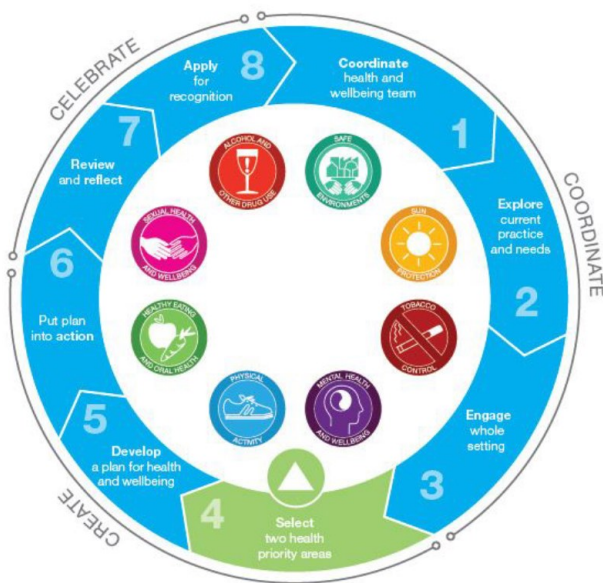 CELEBRATE
COORDINATE
CREATE
1
Coordinate
health and
wellbeing team
2
Explore
current
practice
and needs
3
Engage
whole
setting
4
Select
two health
priority areas
5
Develop
a plan for health
and wellbeing
6
Put plan
into action
7
Review
and reflect
8
Apply
for
recognition
ALCOHOL AND
OTHER DRUG USE
SAFE
ENVIRONMENTS
SUN
PROTECTION
TOBACCO
CONTROL
MENTAL HEALTH
AND WELLBEING
PHYSICAL
ACTIVITY
HEALTHY EATING
AND ORAL HEALTH
SEXUAL HEALTH
AND WELLBEING